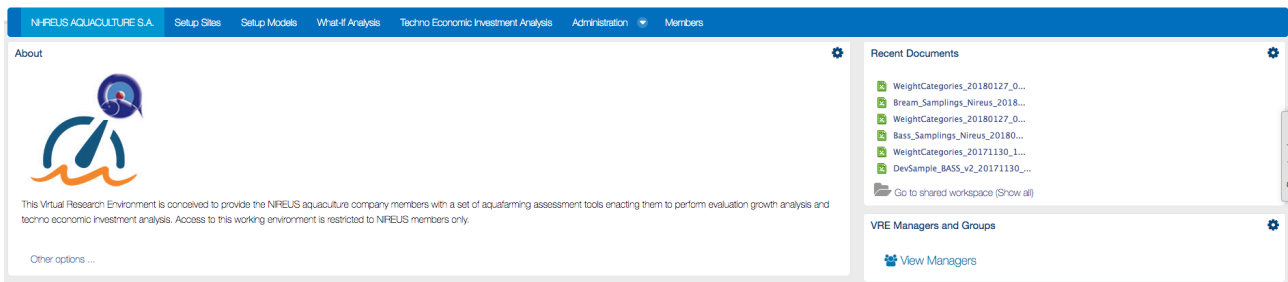 NHREUS AQUACULTURE S.A. Setup Sites Setup Models What-If Analysis Techno Economic Investment Analysis Administration Members
About
This Virtual Research Environment is conceived to provide the NIREUS aquaculture company members with a set of aquafarming assessment tools enacting them to perform evaluation growth analysis and
techno economic investment analysis. Access to this working environment is restricted to NIREUS members only.
Other options ...
Recent Documents
WeightCategories_20180127_0...
Bream_Samplings_Nireus_2018...
WeightCategories_20180127_0...
Bass_Samplings_Nireus_20180...
WeightCategories_20171130_1...
DevSample_BASS_v2_20171130_...
Go to shared workspace (Show all)
VRE Managers and Groups
View Managers